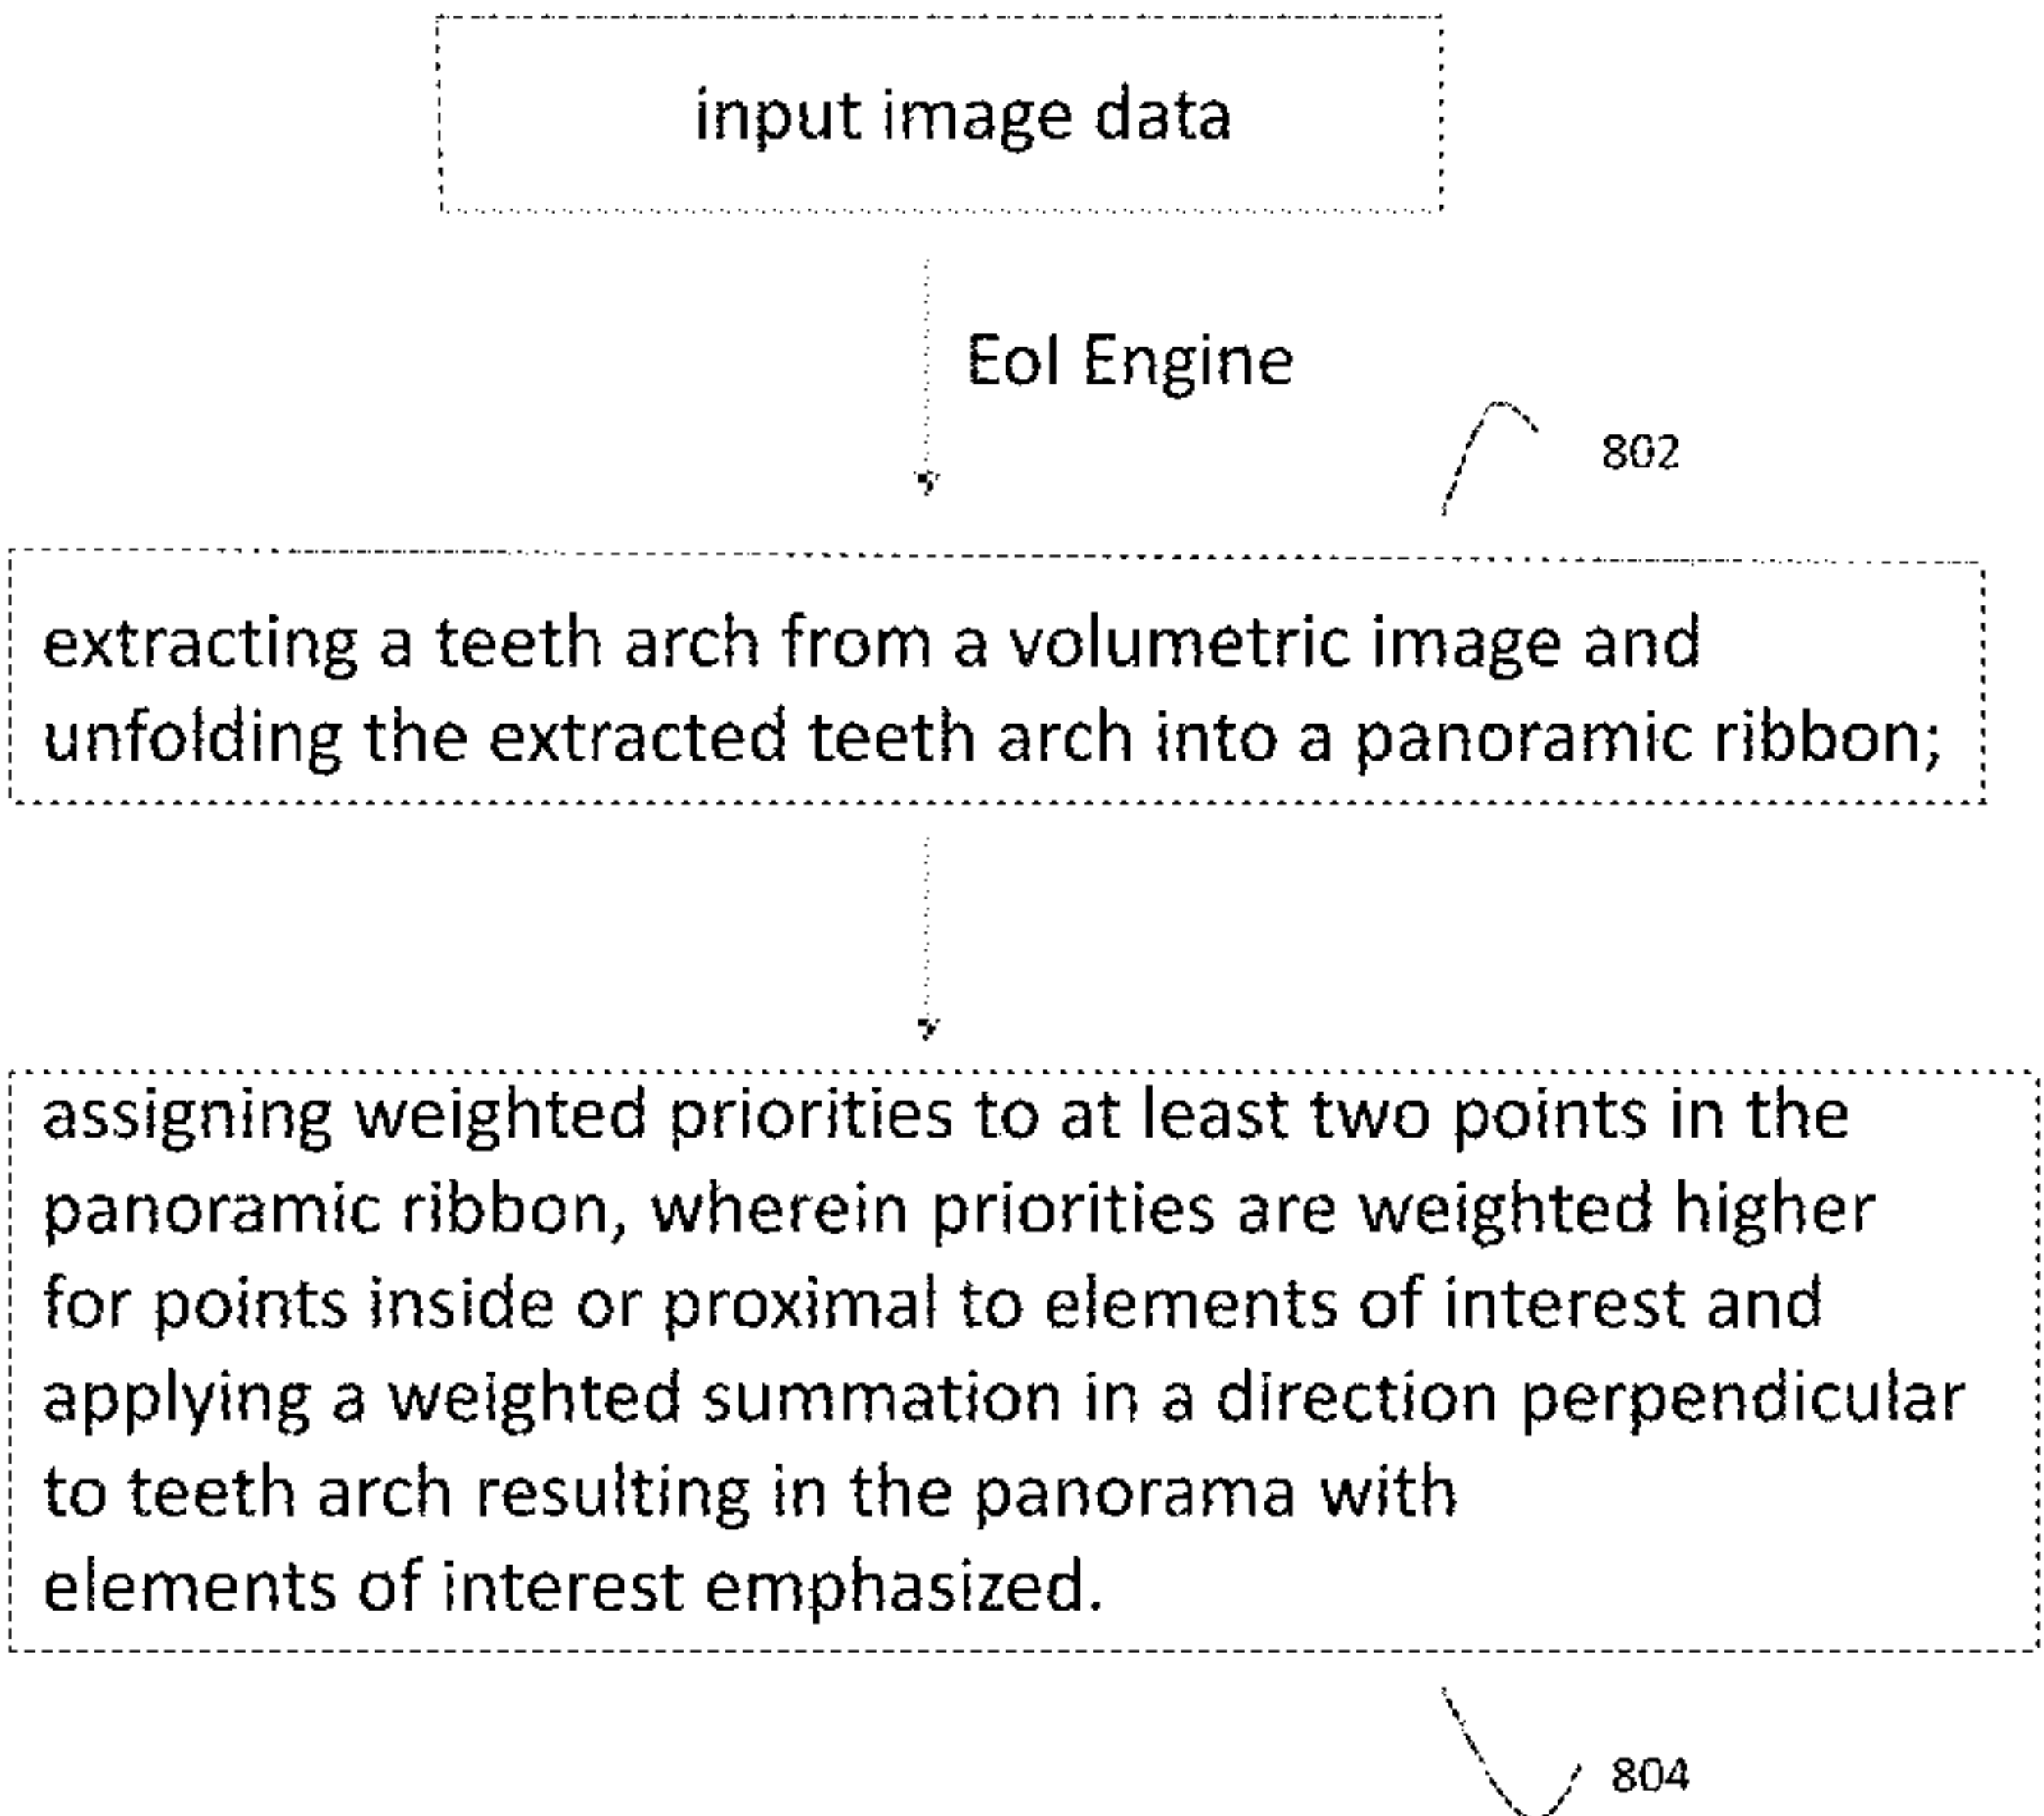 input image data
EoI Engine
802
extracting a teeth arch from a volumetric image and
unfolding the extracted teeth arch into a panoramic ribbon;
assigning weighted priorities to at least two points in the
panoramic ribbon, wherein priorities are weighted higher
for points inside or proximal to elements of interest and
applying a weighted summation in a direction perpendicular
to teeth arch resulting in the panorama with
elements of interest emphasized.
804